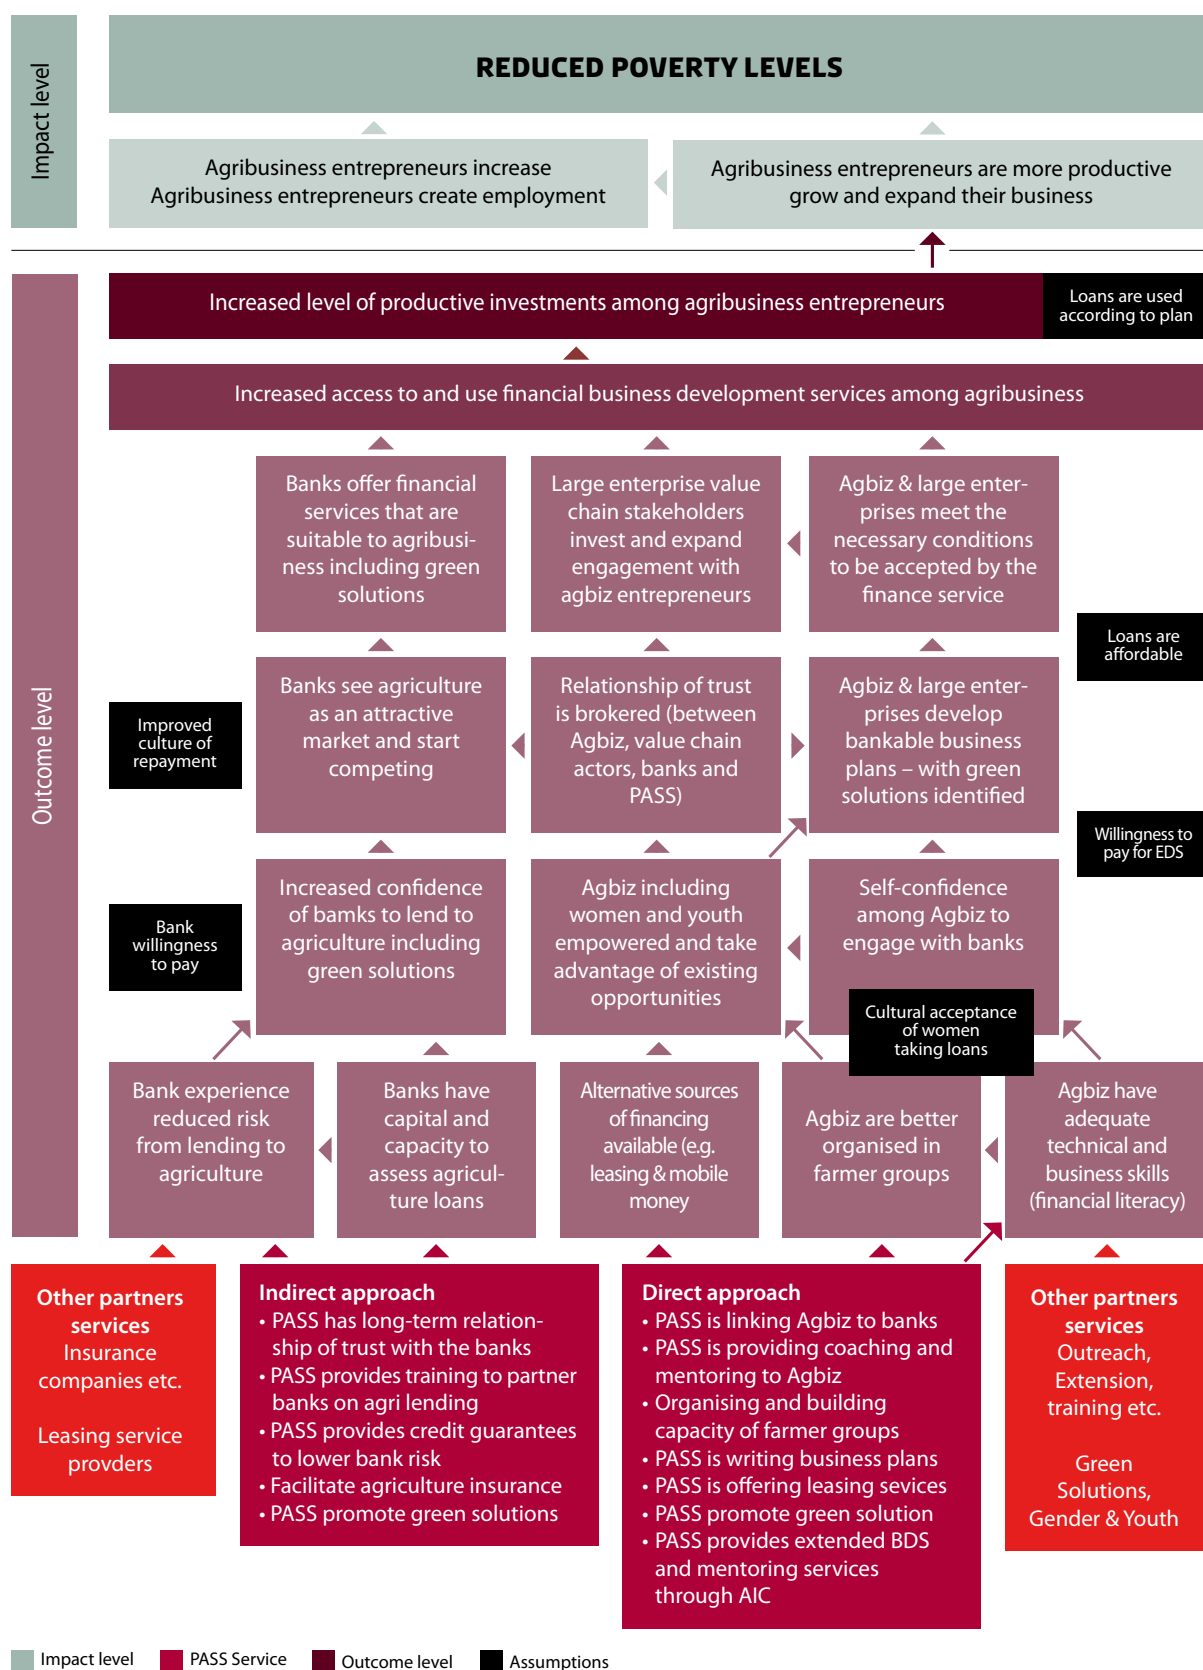 Impact level
REDUCED POVERTY LEVELS
Agribusiness entrepreneurs increase
Agribusiness entrepreneurs create employment
Agribusiness entrepreneurs are more productive
grow and expand their business
Outcome level
Increased level of productive investments among agribusiness entrepreneurs
Loans are used
according to plan
Increased access to and use financial business development services among agribusiness
Banks offer financial
services that are
suitable to agribusi-
ness including green
solutions
Large enterprise value
chain stakeholders
invest and expand
engagement with
agbiz entrepreneurs
Agbiz & large enter-
prises meet the
necessary conditions
to be accepted by the
finance service
Loans are
affordable
Improved
culture of
repayment
Banks see agriculture
as an attractive
market and start
competing
Relationship of trust
is brokered (between
Agbiz, value chain
actors, banks and
PASS)
Agbiz & large enter-
prises develop
bankable business
plans – with green
solutions identified
Willingness to
pay for EDS
Bank
willingness
to pay
Increased confidence
of bamks to lend to
agriculture including
green solutions
Agbiz including
women and youth
empowered and take
advantage of existing
opportunities
Self-confidence
among Agbiz to
engage with banks
Cultural acceptance
of women
taking loans
Bank experience
reduced risk
from lending to
agriculture
Banks have
capital and
capacity to
assess agricul-
ture loans
Alternative sources
of financing
available (e.g.
leasing & mobile
money
Agbiz are better
organised in
farmer groups
Agbiz have
adequate
technical and
business skills
(financial literacy)
Other partners
services
Insurance
companies etc.
Leasing service
provders
Indirect approach
• PASS has long-term relation-
ship of trust with the banks
• PASS provides training to partner
banks on agri lending
• PASS provides credit guarantees
to lower bank risk
• Facilitate agriculture insurance
• PASS promote green solutions
Direct approach
• PASS is linking Agbiz to banks
• PASS is providing coaching and
mentoring to Agbiz
• Organising and building
capacity of farmer groups
• PASS is writing business plans
• PASS is offering leasing sevices
• PASS promote green solution
• PASS provides extended BDS
and mentoring services
through AIC
Other partners
services
Outreach,
Extension,
training etc.
Green
Solutions,
Gender & Youth
Impact level
PASS Service
Outcome level
Assumptions